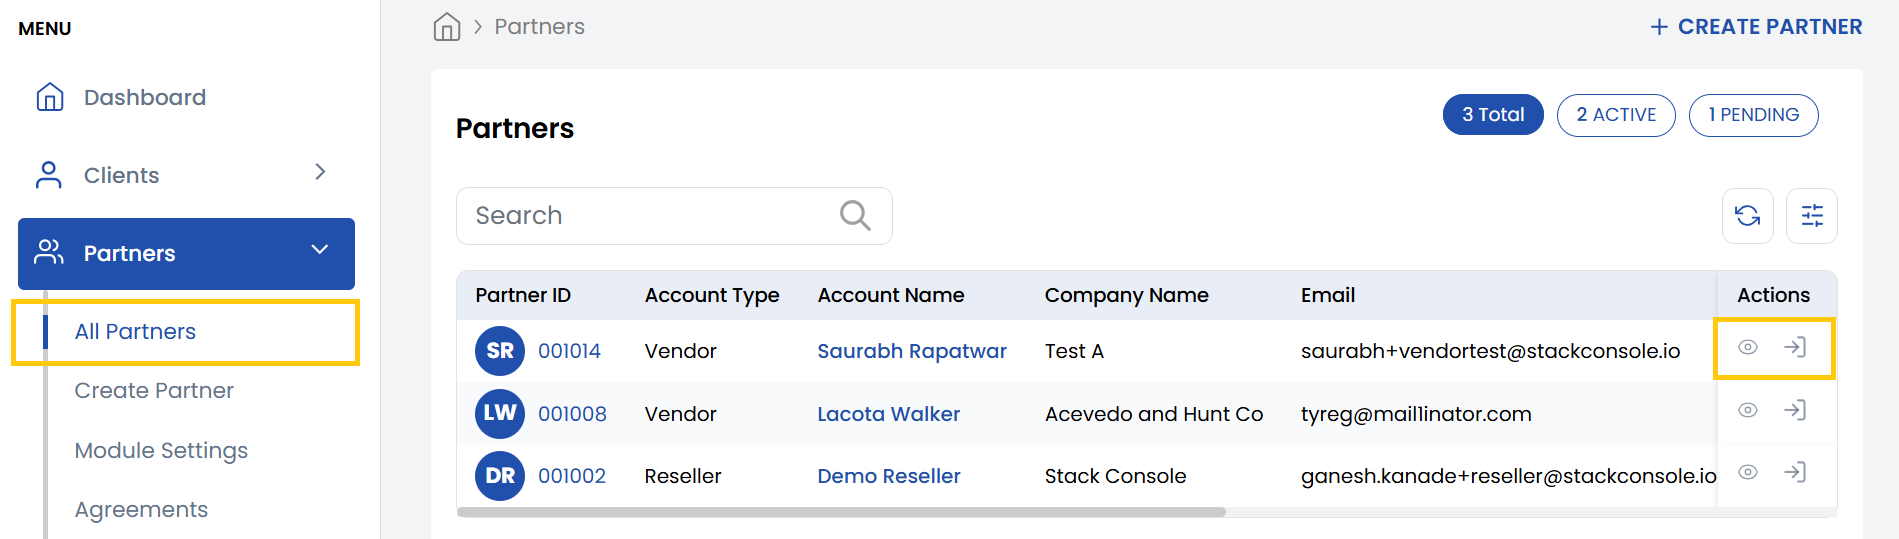 MENU
Dashboard
Clients
Partners
All Partners
Create Partner
Module Settings
Agreements
Partners
+ CREATE PARTNER
Partners
3 Total
2 ACTIVE
1 PENDING
Search
Partner ID Account Type Account Name Company Name Email Actions
SR 001014 Vendor Saurabh Rapatwar Test A saurabh+vendortest@stackconsole.io
LW 001008 Vendor Lacota Walker Acevedo and Hunt Co tyreg@mail1inator.com
DR 001002 Reseller Demo Reseller Stack Console ganesh.kanade+reseller@stackconsole.io